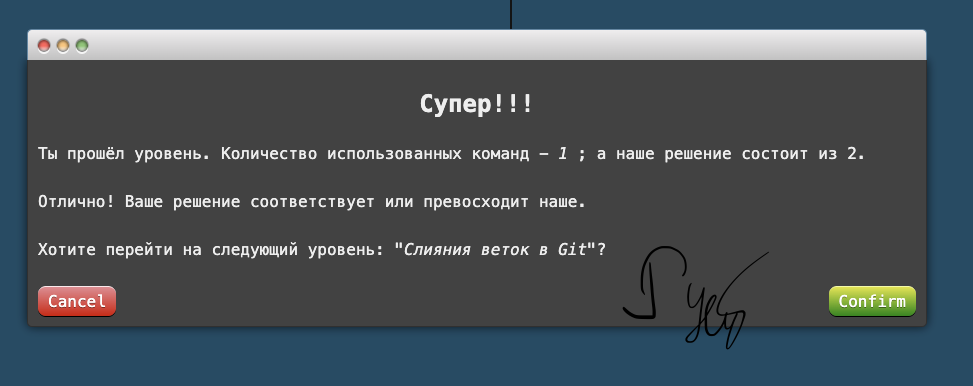 Супер!!!
Ты прошёл уровень. Количество использованных команд - 1 ; а наше решение состоит из 2.
Отлично! Ваше решение соответствует или превосходит наше.
Хотите перейти на следующий уровень: "Слияния веток в Git"?
Cancel
Confirm